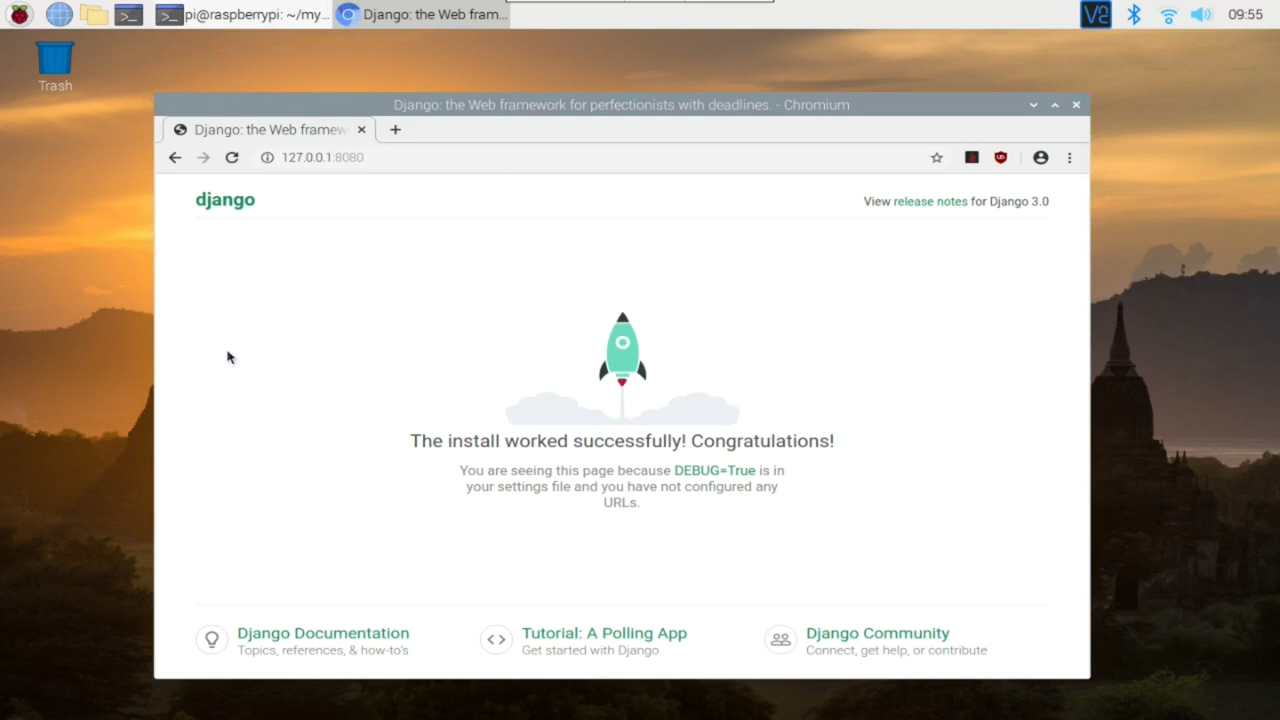 pi@raspberrypi: ~/my...
Django: the Web fram...
09:55
Trash
Django: the Web framework for perfectionists with deadlines. - Chromium
Django: the Web framew
127.0.0.1:8080
django
View release notes for Django 3.0
The install worked successfully! Congratulations!
You are seeing this page because DEBUG=True is in
your settings file and you have not configured any
URLs.
Django Documentation
Topics, references, & how-to's
Tutorial: A Polling App
Get started with Django
Django Community
Connect, get help, or contribute